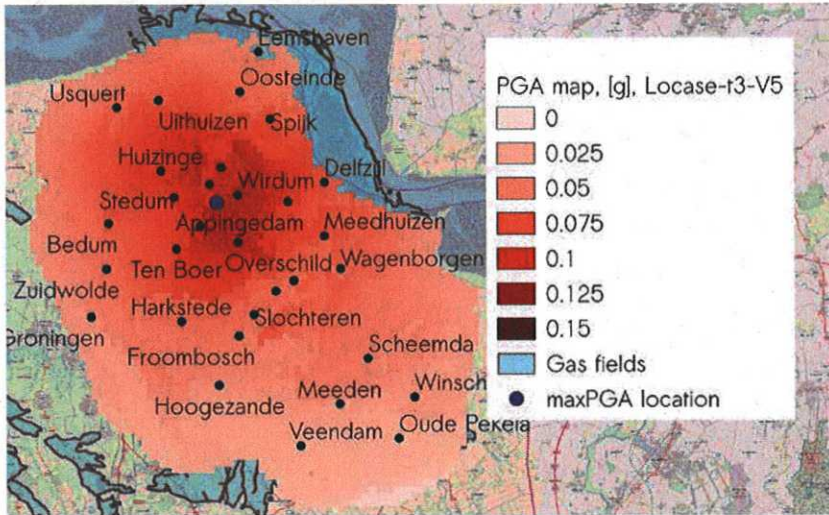 Eemshaven
Oosteinde
Usquert
Uithuizen
Spijk
Huizinge
Delfzijl
Wirdum
Stedum
Appingedam
Meedhuizen
Bedum
Ten Boer
Overschild
Wagenborgen
Zuidwolde
Harkstede
Slochteren
Groningen
Froombosch
Scheemda
Hoogezande
Meeden
Winsch
Veendam
Oude Pekela
PGA map, [g], Locase-t3-V5
0
0.025
0.05
0.075
0.1
0.125
0.15
Gas fields
maxPGA location